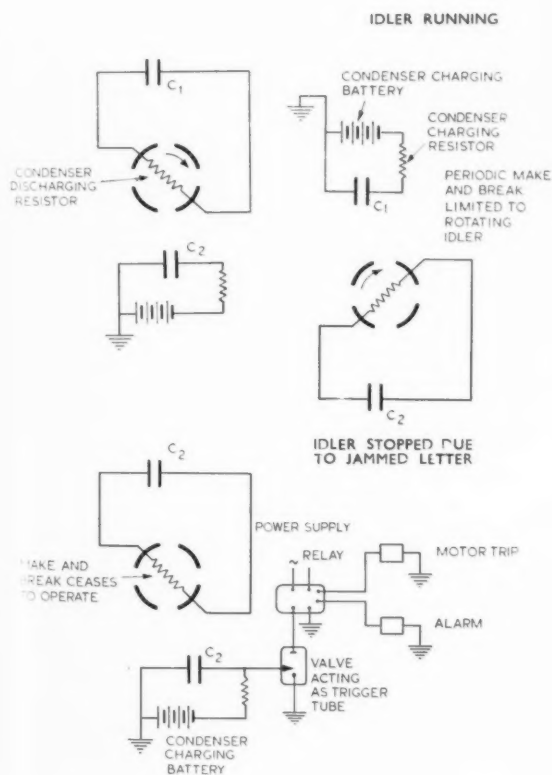 IDLER RUNNING
C1
CONDENSER CHARGING
BATTERY
CONDENSER
CHARGING
RESISTOR
CONDENSER
DISCHARGING
RESISTOR
C1
PERIODIC MAKE
AND BREAK
LIMITED TO
ROTATING
IDLER
C2
C2
IDLER STOPPED DUE
TO JAMMED LETTER
C2
POWER SUPPLY
RELAY
MOTOR TRIP
MAKE AND
BREAK CEASES
TO OPERATE
~
ALARM
C2
VALVE
ACTING
AS TRIGGER
TUBE
CONDENSER
CHARGING
BATTERY